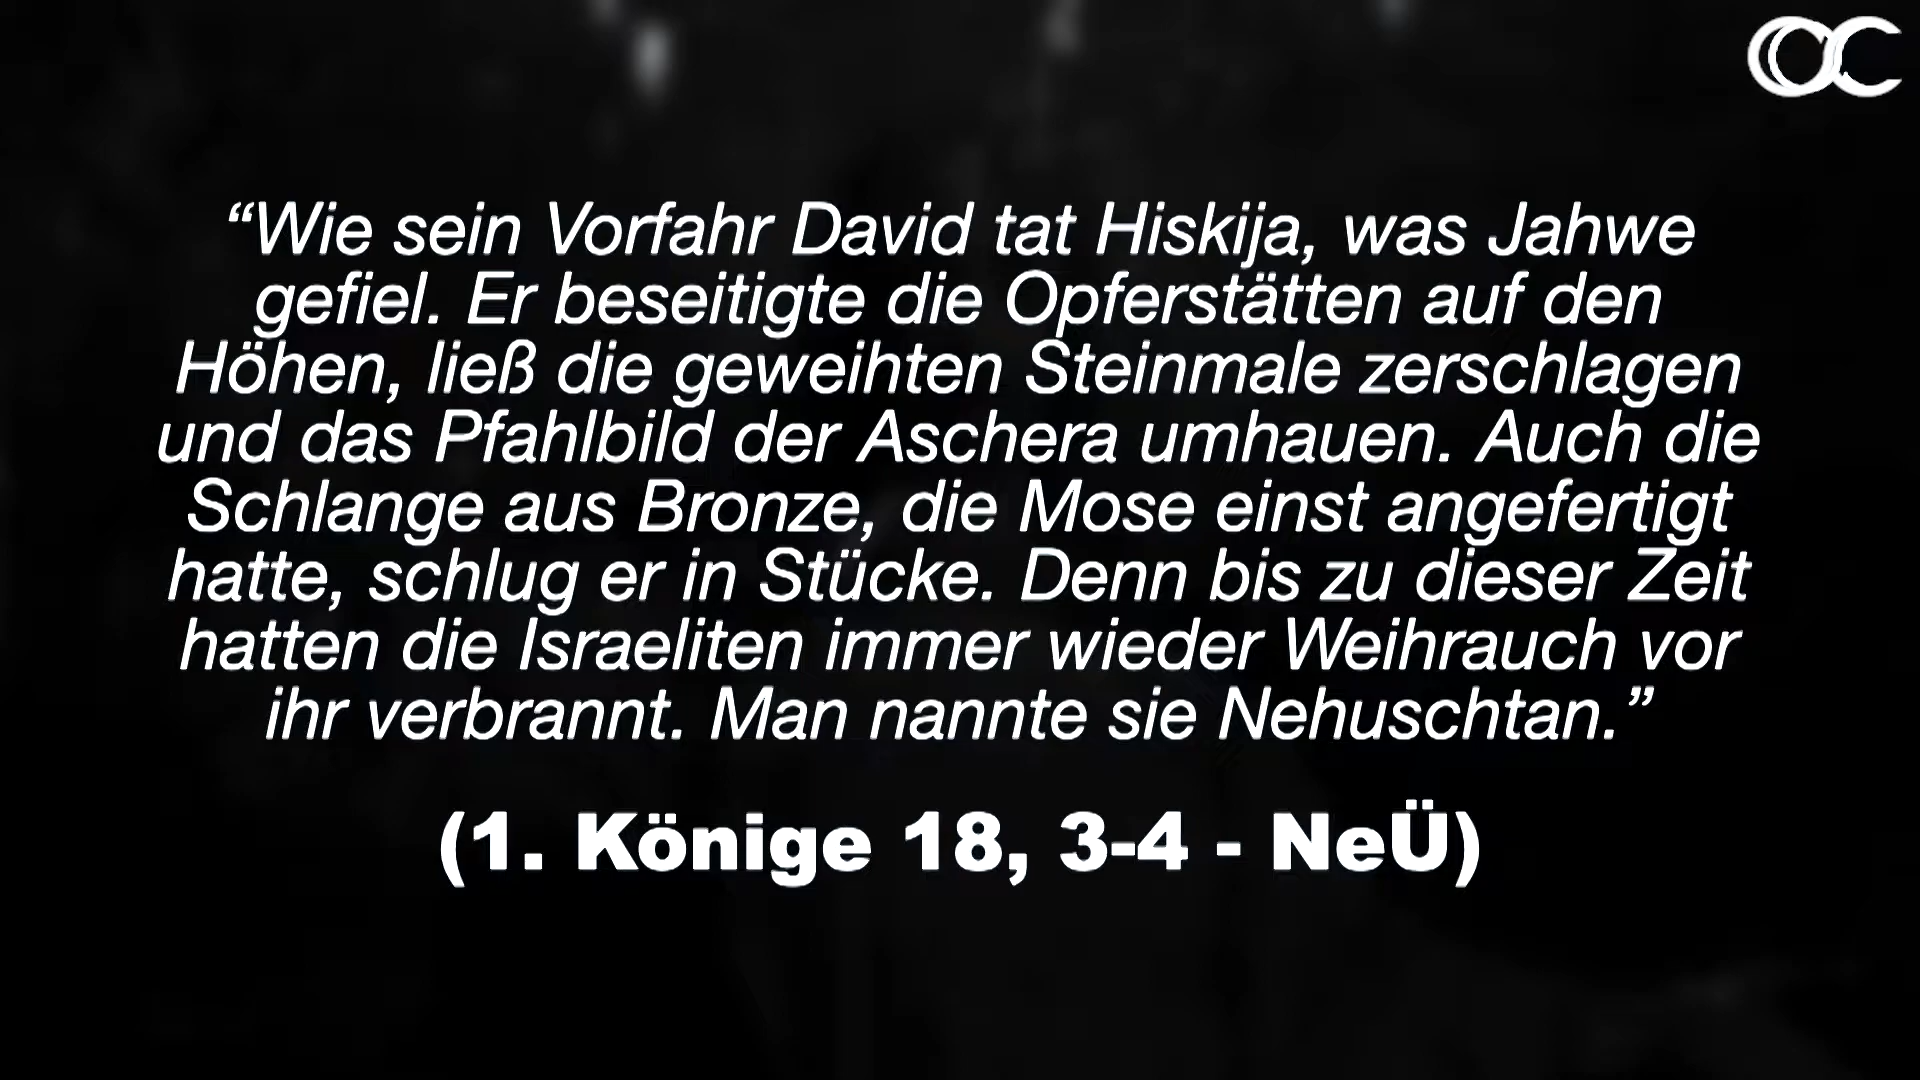 “Wie sein Vorfahr David tat Hiskija, was Jahwe
gefiel. Er beseitigte die Opferstätten auf den
Höhen, ließ die geweihten Steinmale zerschlagen
und das Pfahlbild der Aschera umhauen. Auch die
Schlange aus Bronze, die Mose einst angefertigt
hatte, schlug er in Stücke. Denn bis zu dieser Zeit
hatten die Israeliten immer wieder Weihrauch vor
ihr verbrannt. Man nannte sie Nehuschtan.”
(1. Könige 18, 3-4 - NeÜ)